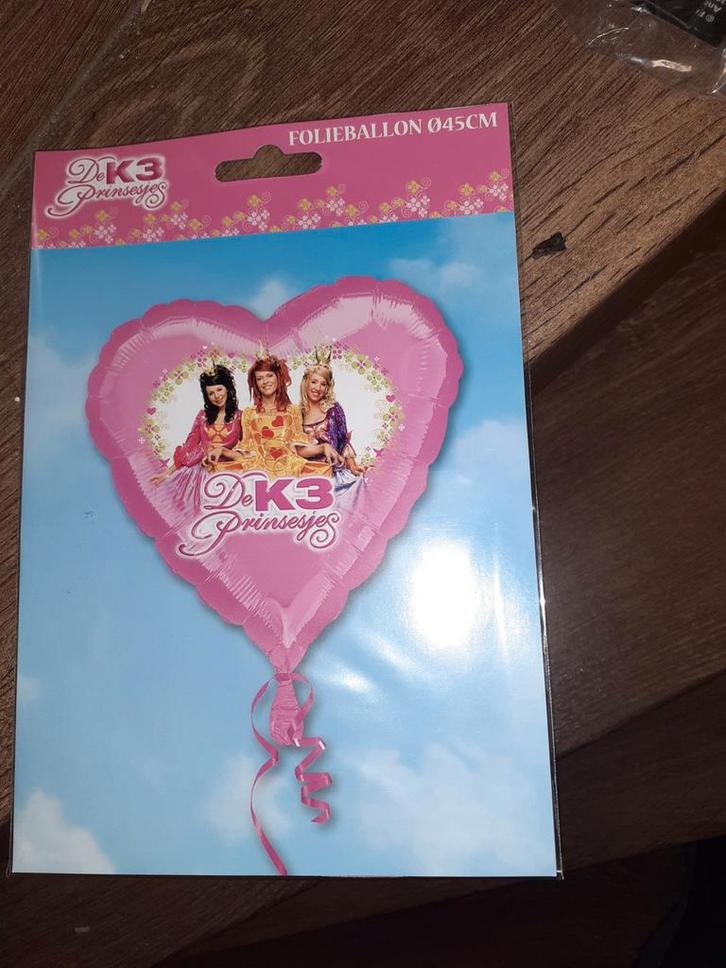 FOLIEBALLON Ø45CM
De K3
Prinsesjes
De K3
Prinsesjes